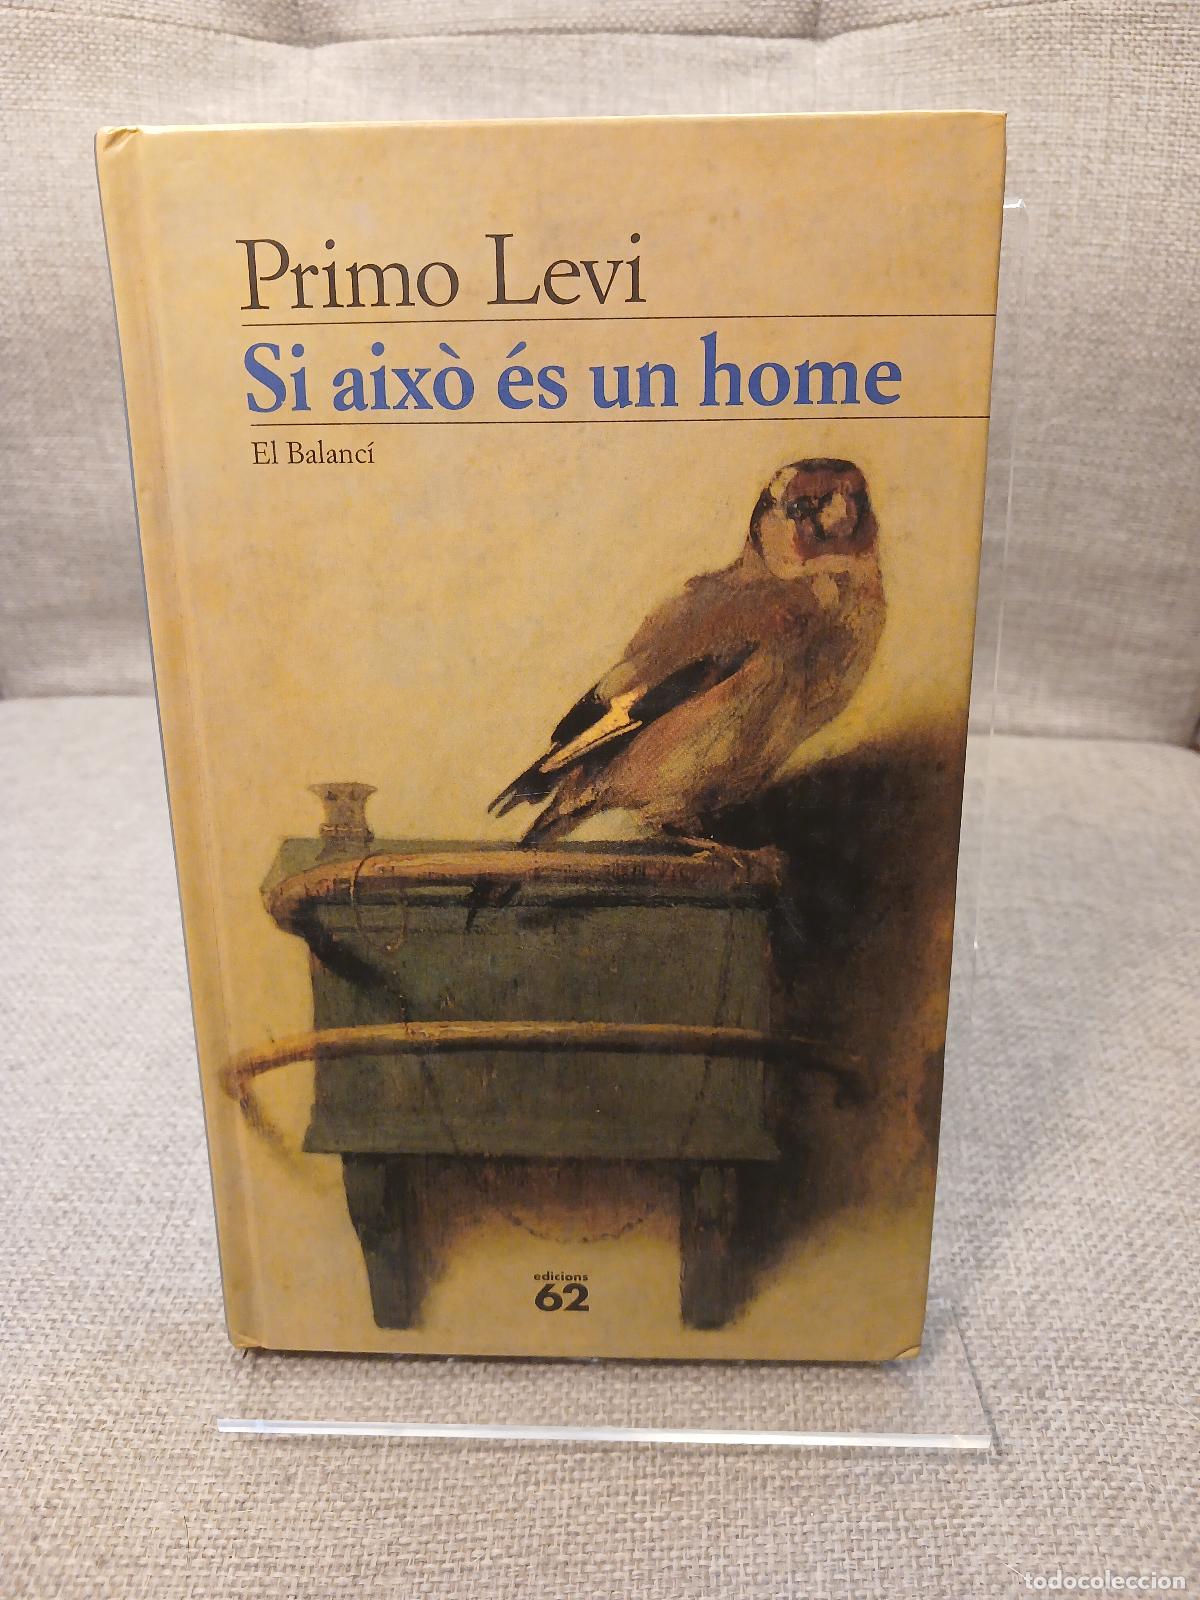 Primo Levi
Si això és un home
El Balancí
edicions
62
todocoleccion